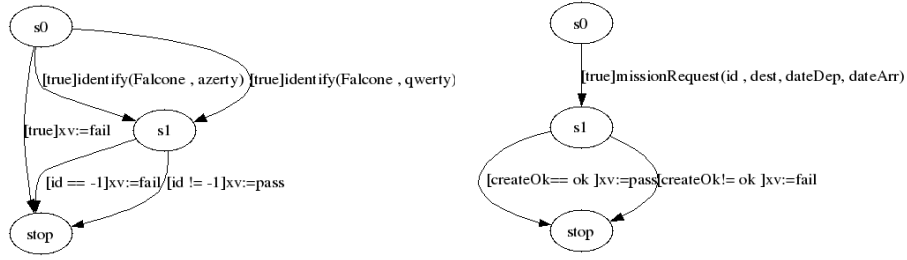 s0
[true]identify(Falcone , azerty)
[true]identify(Falcone , qwerty)
s1
[true]xv:=fail
[id == -1]xv:=fail
[id != -1]xv:=pass
stop
s0
[true]missionRequest(id , dest, dateDep, dateArr)
s1
[createOk== ok ]xv:=pass
[createOk!= ok ]xv:=fail
stop